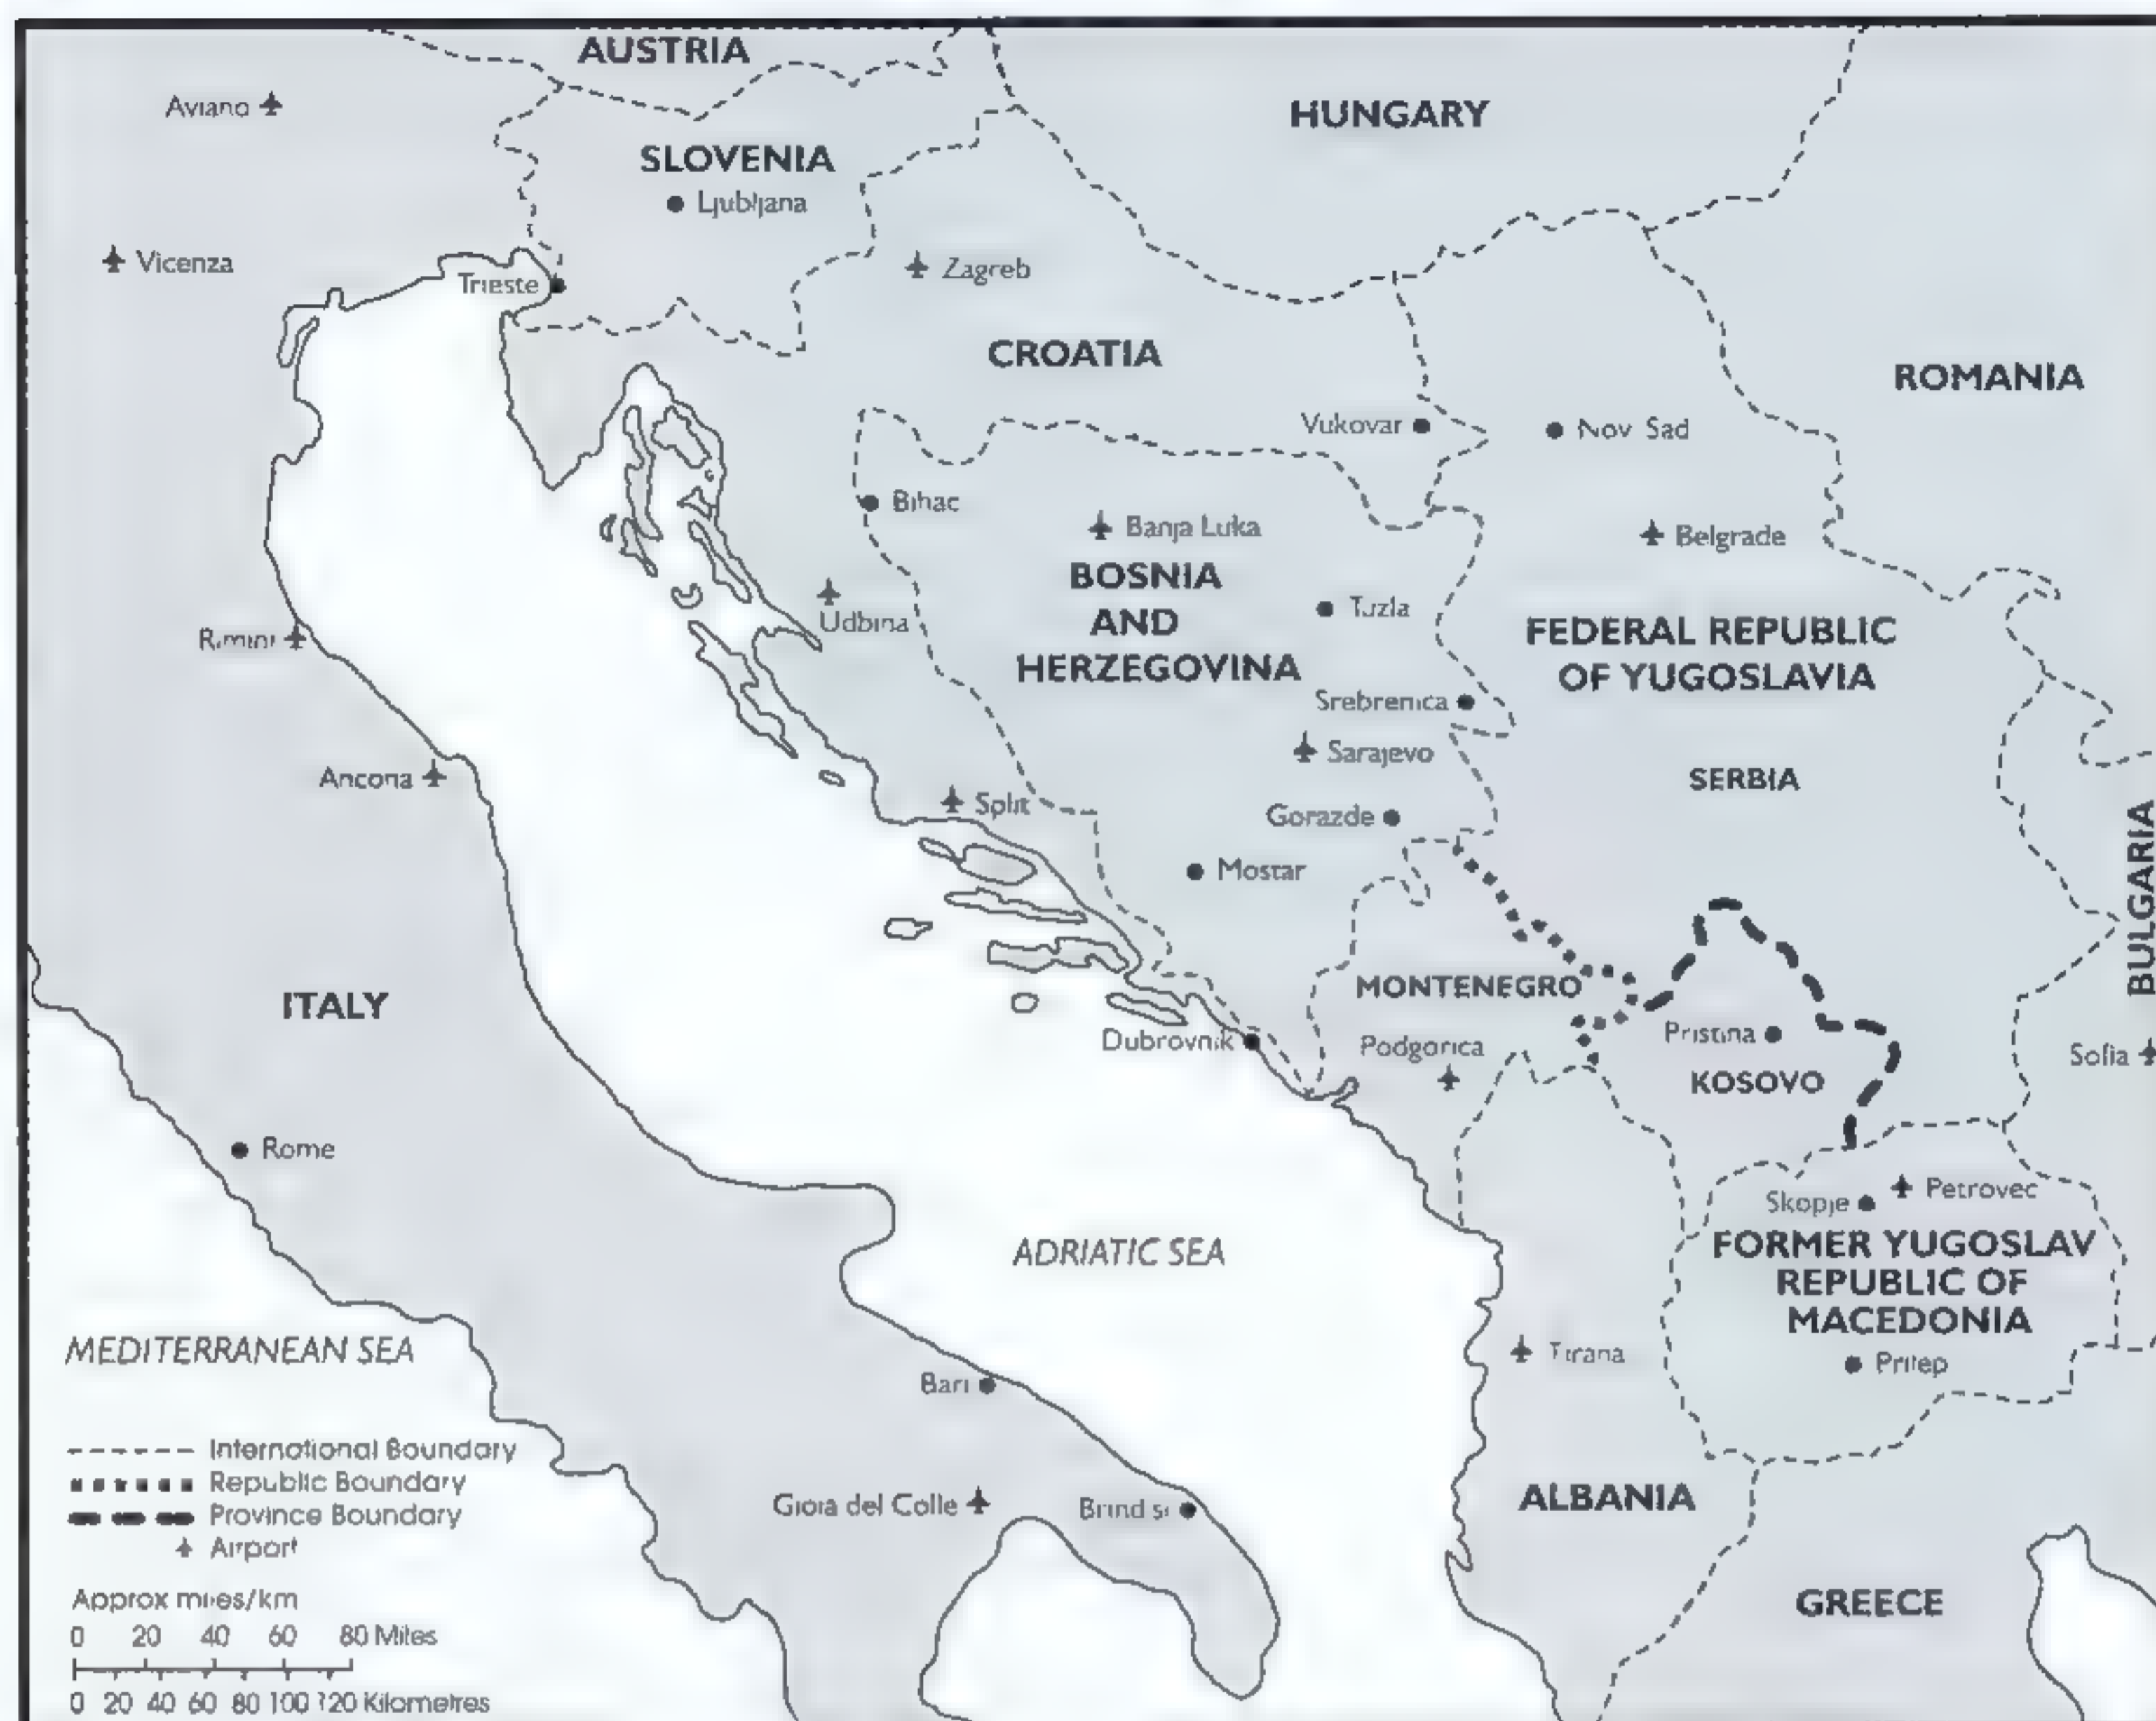 AUSTRIA
Aviano
HUNGARY
SLOVENIA
Ljubljana
Vicenza
Zagreb
Trieste
CROATIA
ROMANIA
Vukovar
Nov Sad
Bihac
Banja Luka
Belgrade
BOSNIA
AND
HERZEGOVINA
Udbina
Tuzla
FEDERAL REPUBLIC
OF YUGOSLAVIA
Rimini
Srebrenica
Sarajevo
Ancona
SERBIA
Split
Gorazde
Mostar
BULGARIA
ITALY
MONTENEGRO
Pristina
Dubrovnik
Podgorica
Sofia
KOSOVO
Rome
Skopje
Petrovec
ADRIATIC SEA
FORMER YUGOSLAV
REPUBLIC OF
MACEDONIA
MEDITERRANEAN SEA
Tirana
Prilep
Bari
International Boundary
Republic Boundary
Province Boundary
Airport
Gioia del Colle
Brind si
ALBANIA
GREECE
Approx miles/km
0 20 40 60 80 Miles
0 20 40 60 80 100 120 Kilometres